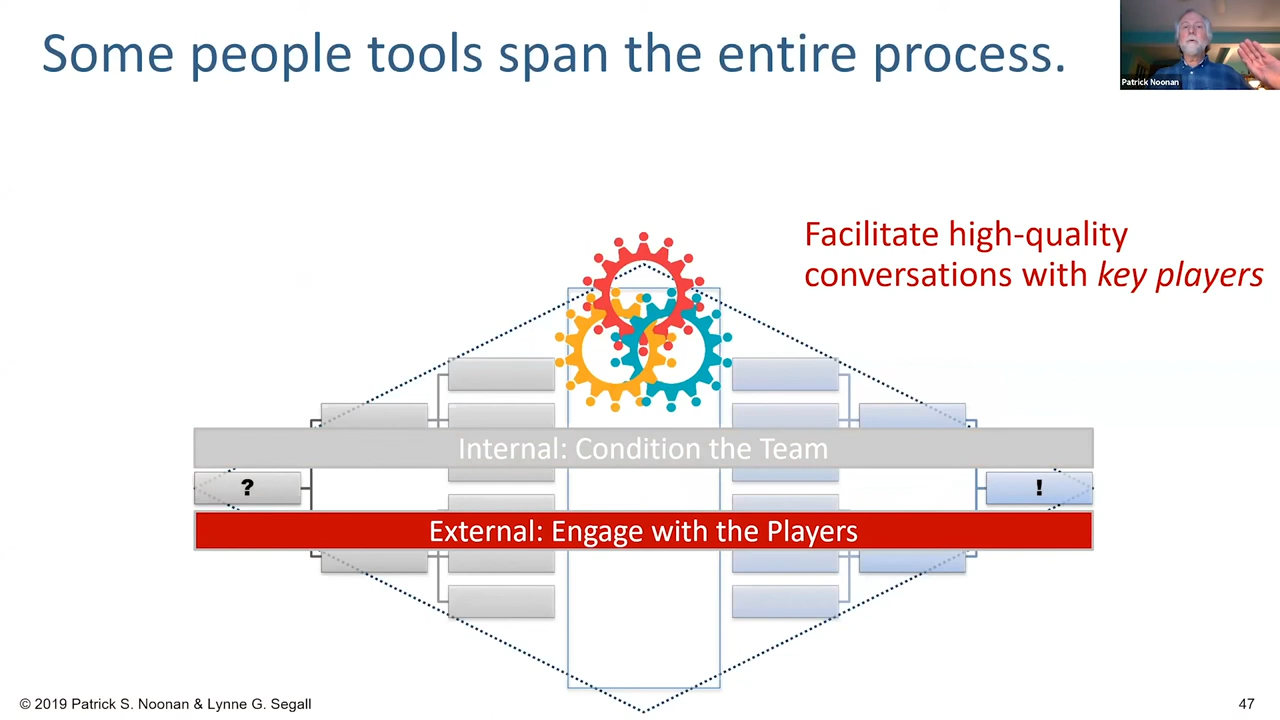 Some people tools span the entire process.
Patrick Noonan
Facilitate high-quality
conversations with key players
Internal: Condition the Team
?
!
External: Engage with the Players
© 2019 Patrick S. Noonan & Lynne G. Segall
47